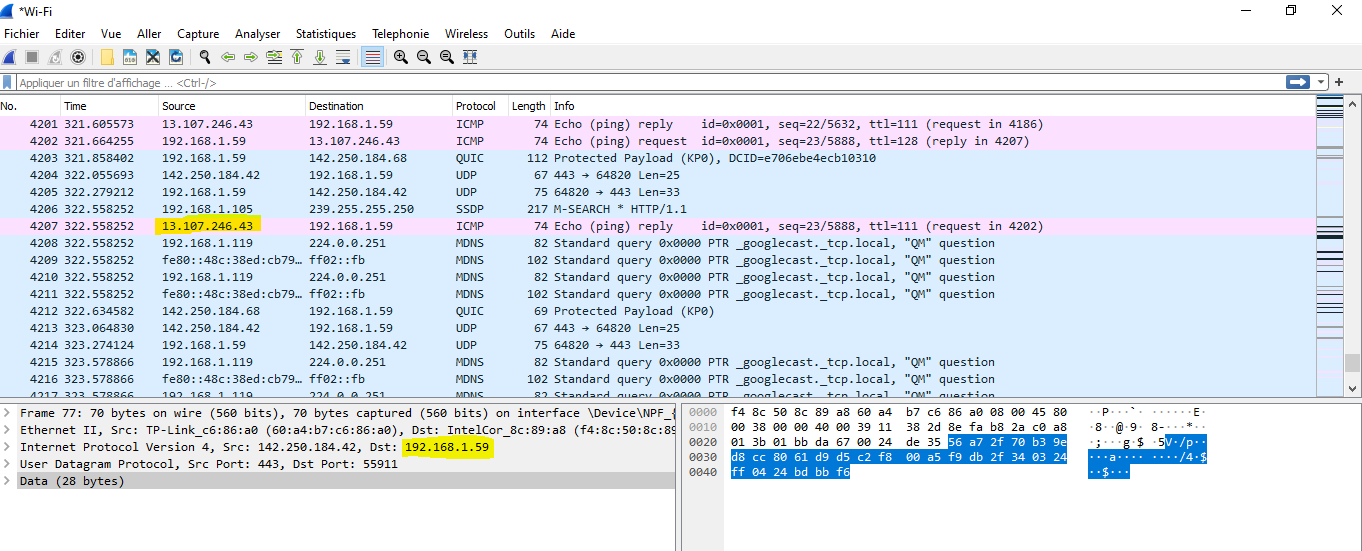 *Wi-Fi
Fichier Editer Vue Aller Capture Analyser Statistiques Telephonie Wireless Outils Aide
Appliquer un filtre d'affichage ... <Ctrl-/>
No. Time Source Destination Protocol Length Info
4201 321.605573 13.107.246.43 192.168.1.59 ICMP 74 Echo (ping) reply id=0x0001, seq=22/5632, ttl=111 (request in 4186)
4202 321.664255 192.168.1.59 13.107.246.43 ICMP 74 Echo (ping) request id=0x0001, seq=23/5888, ttl=128 (reply in 4207)
4203 321.858402 192.168.1.59 142.250.184.68 QUIC 112 Protected Payload (KP0), DCID=e706ebe4ecb10310
4204 322.055693 142.250.184.42 192.168.1.59 UDP 67 443 → 64820 Len=25
4205 322.279212 192.168.1.59 142.250.184.42 UDP 75 64820 → 443 Len=33
4206 322.558252 192.168.1.105 239.255.255.250 SSDP 217 M-SEARCH * HTTP/1.1
4207 322.558252 13.107.246.43 192.168.1.59 ICMP 74 Echo (ping) reply id=0x0001, seq=23/5888, ttl=111 (request in 4202)
4208 322.558252 192.168.1.119 224.0.0.251 MDNS 82 Standard query 0x0000 PTR _googlecast._tcp.local, "QM" question
4209 322.558252 fe80::48c:38ed:cb79… ff02::fb MDNS 102 Standard query 0x0000 PTR _googlecast._tcp.local, "QM" question
4210 322.558252 192.168.1.119 224.0.0.251 MDNS 82 Standard query 0x0000 PTR _googlecast._tcp.local, "QM" question
4211 322.558252 fe80::48c:38ed:cb79… ff02::fb MDNS 102 Standard query 0x0000 PTR _googlecast._tcp.local, "QM" question
4212 322.634582 142.250.184.68 192.168.1.59 QUIC 69 Protected Payload (KP0)
4213 323.064830 142.250.184.42 192.168.1.59 UDP 67 443 → 64820 Len=25
4214 323.274124 192.168.1.59 142.250.184.42 UDP 75 64820 → 443 Len=33
4215 323.578866 192.168.1.119 224.0.0.251 MDNS 82 Standard query 0x0000 PTR _googlecast._tcp.local, "QM" question
4216 323.578866 fe80::48c:38ed:cb79… ff02::fb MDNS 102 Standard query 0x0000 PTR _googlecast._tcp.local, "QM" question
4217 323.578866 192.168.1.119 224.0.0.251 MDNS 82 Standard query 0x0000 PTR _googlecast._tcp.local, "QM" question
Frame 77: 70 bytes on wire (560 bits), 70 bytes captured (560 bits) on interface \Device\NPF_{
Ethernet II, Src: TP-Link_c6:86:a0 (60:a4:b7:c6:86:a0), Dst: IntelCor_8c:89:a8 (f4:8c:50:8c:89
Internet Protocol Version 4, Src: 142.250.184.42, Dst: 192.168.1.59
User Datagram Protocol, Src Port: 443, Dst Port: 55911
Data (28 bytes)
0000 f4 8c 50 8c 89 a8 60 a4 b7 c6 86 a0 08 00 45 80 ··P···`· ······E·
0010 00 38 00 00 40 00 39 11 38 2d 8e fa b8 2a c0 a8 ·8··@·9· 8-···*··
0020 01 3b 01 bb da 67 00 24 de 35 56 a7 2f 70 b3 9e ·;···g·$ ·5V·/p··
0030 d8 cc 80 61 d9 d5 c2 f8 00 a5 f9 db 2f 34 03 24 ···a···· ····/4·$
0040 ff 04 24 bd bb f6 ··$···